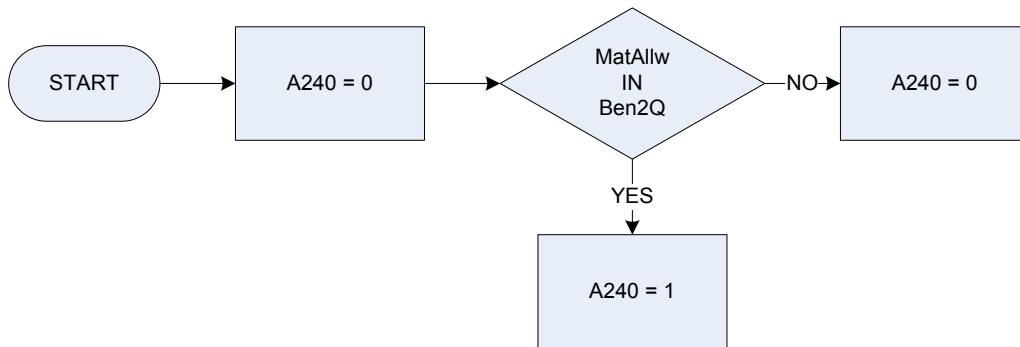 START
A240 = 0
MatAllw
IN
Ben2Q
NO
A240 = 0
YES
A240 = 1